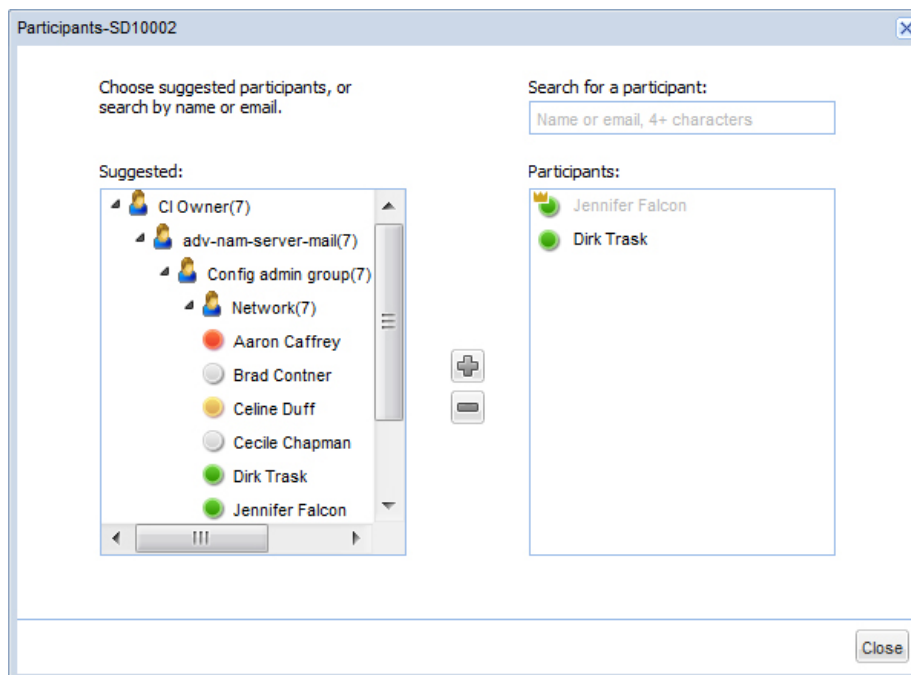 Participants-SD10002
Choose suggested participants, or
search by name or email.
Search for a participant:
Name or email, 4+ characters
Suggested:
CI Owner(7)
adv-nam-server-mail(7)
Config admin group(7)
Network(7)
Aaron Caffrey
Brad Contner
Celine Duff
Cecile Chapman
Dirk Trask
Jennifer Falcon
Participants:
Jennifer Falcon
Dirk Trask
Close